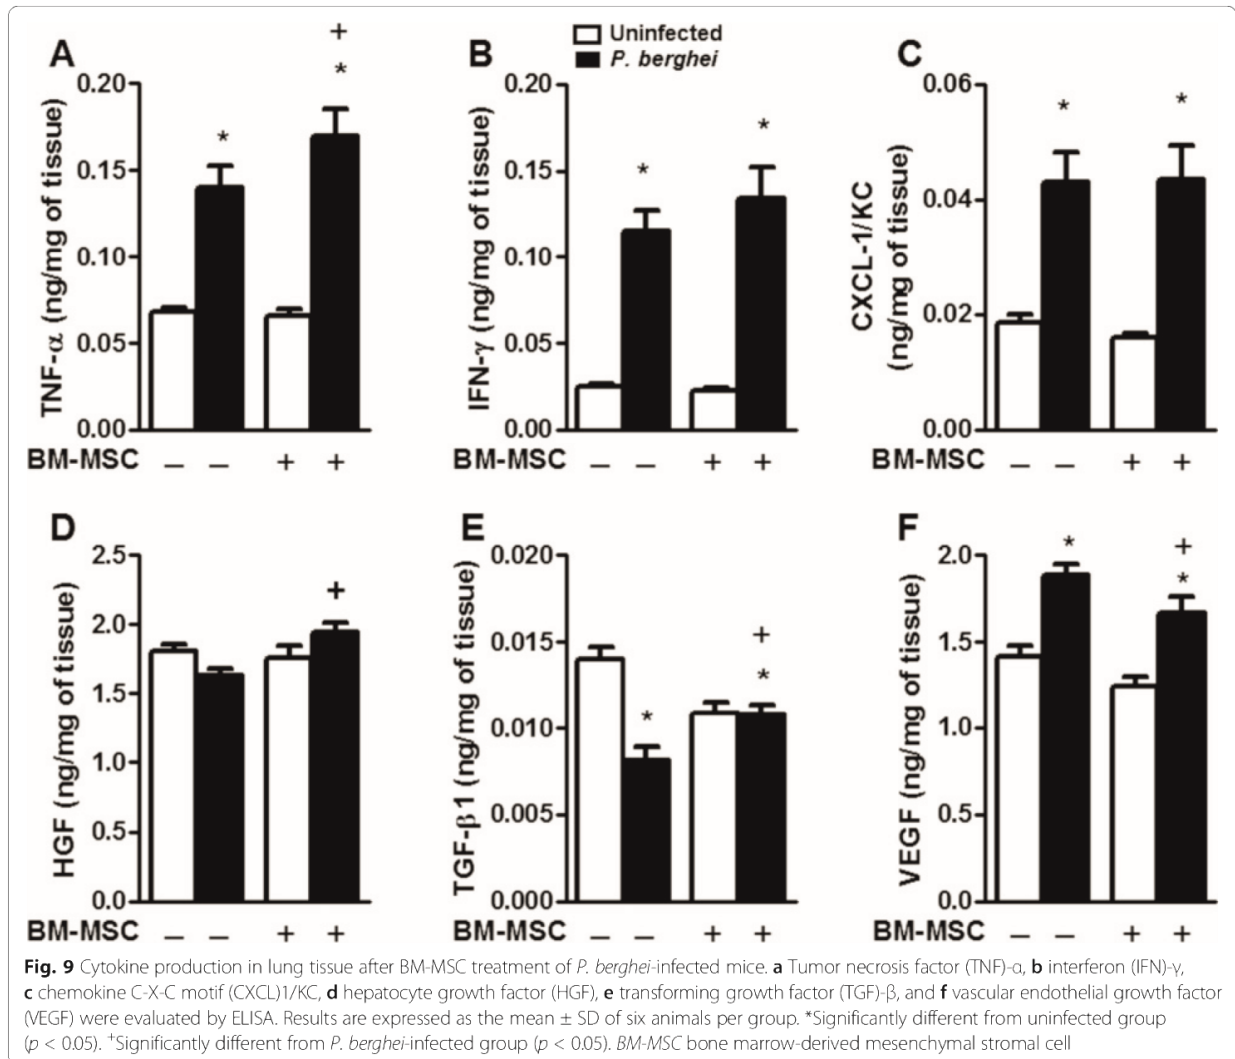 A
TNF-α (ng/mg of tissue)
0.20
0.15
0.10
0.05
0.00
+
*
*
BM-MSC − − + +
B
Uninfected
P. berghei
IFN-γ (ng/mg of tissue)
0.20
0.15
0.10
0.05
0.00
*
*
− − + +
C
CXCL-1/KC
(ng/mg of tissue)
0.06
0.04
0.02
0.00
* *
BM-MSC − − + +
D
HGF (ng/mg of tissue)
2.5
2.0
1.5
1.0
0.5
0.0
+
BM-MSC − − + +
E
TGF-β1 (ng/mg of tissue)
0.020
0.015
0.010
0.005
0.000
+
*
*
− − + +
F
VEGF (ng/mg of tissue)
2.0
1.5
1.0
0.5
0.0
*
+
*
BM-MSC − − + +
Fig. 9 Cytokine production in lung tissue after BM-MSC treatment of P. berghei-infected mice. a Tumor necrosis factor (TNF)-α, b interferon (IFN)-γ,
c chemokine C-X-C motif (CXCL)1/KC, d hepatocyte growth factor (HGF), e transforming growth factor (TGF)-β, and f vascular endothelial growth factor
(VEGF) were evaluated by ELISA. Results are expressed as the mean ± SD of six animals per group. *Significantly different from uninfected group
(p < 0.05). +Significantly different from P. berghei-infected group (p < 0.05). BM-MSC bone marrow-derived mesenchymal stromal cell